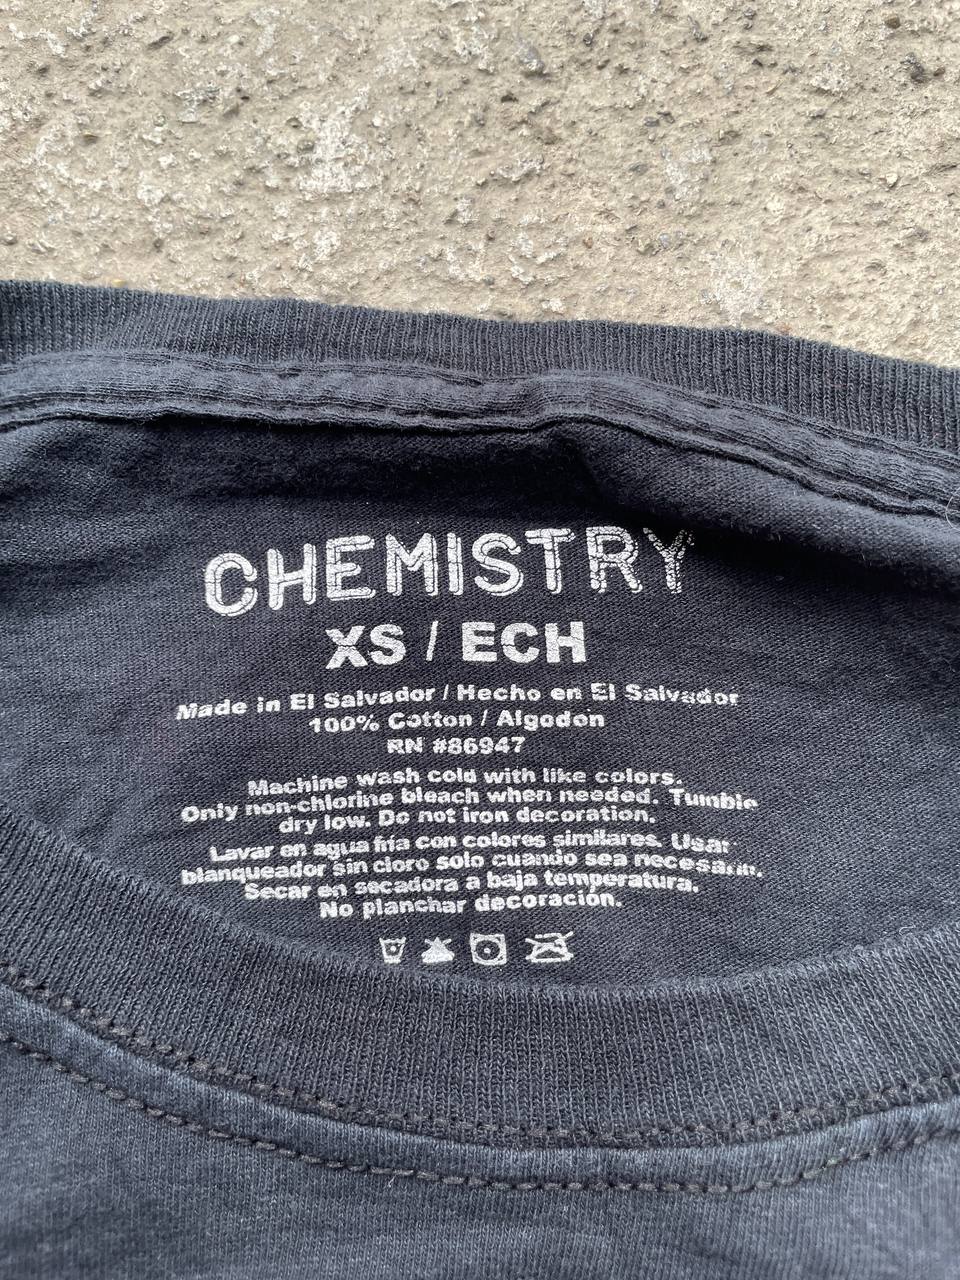 CHEMISTRY
XS / ECH
Made in El Salvador / Hecho en El Salvador
100% Cotton / Algodon
RN #86947
Machine wash cold with like colors.
Only non-chlorine bleach when needed. Tumble
dry low. Do not iron decoration.
Lavar en agua fría con colores similares. Usar
blanqueador sin cloro solo cuando sea necesario.
Secar en secadora a baja temperatura.
No planchar decoración.